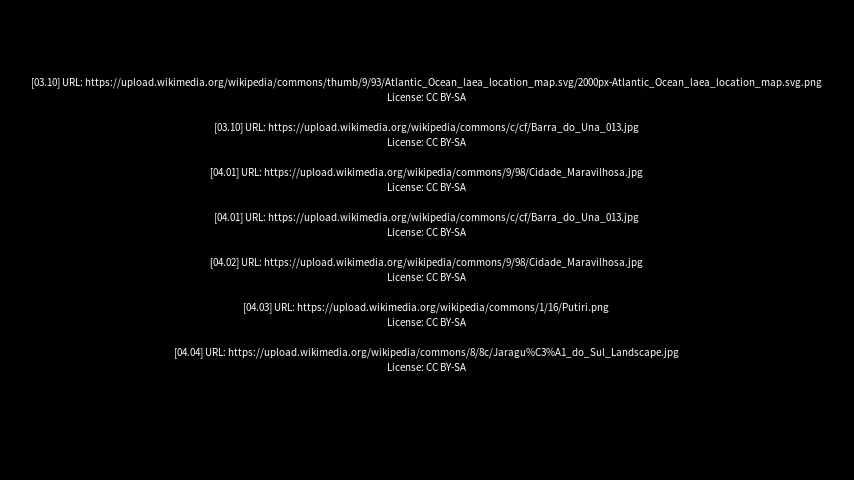 [03.10] URL: https://upload.wikimedia.org/wikipedia/commons/thumb/9/93/Atlantic_Ocean_laea_location_map.svg/2000px-Atlantic_Ocean_laea_location_map.svg.png
License: CC BY-SA
[03.10] URL: https://upload.wikimedia.org/wikipedia/commons/c/cf/Barra_do_Una_013.jpg
License: CC BY-SA
[04.01] URL: https://upload.wikimedia.org/wikipedia/commons/9/98/Cidade_Maravilhosa.jpg
License: CC BY-SA
[04.01] URL: https://upload.wikimedia.org/wikipedia/commons/c/cf/Barra_do_Una_013.jpg
License: CC BY-SA
[04.02] URL: https://upload.wikimedia.org/wikipedia/commons/9/98/Cidade_Maravilhosa.jpg
License: CC BY-SA
[04.03] URL: https://upload.wikimedia.org/wikipedia/commons/1/16/Putiri.png
License: CC BY-SA
[04.04] URL: https://upload.wikimedia.org/wikipedia/commons/8/8c/Jaragu%C3%A1_do_Sul_Landscape.jpg
License: CC BY-SA